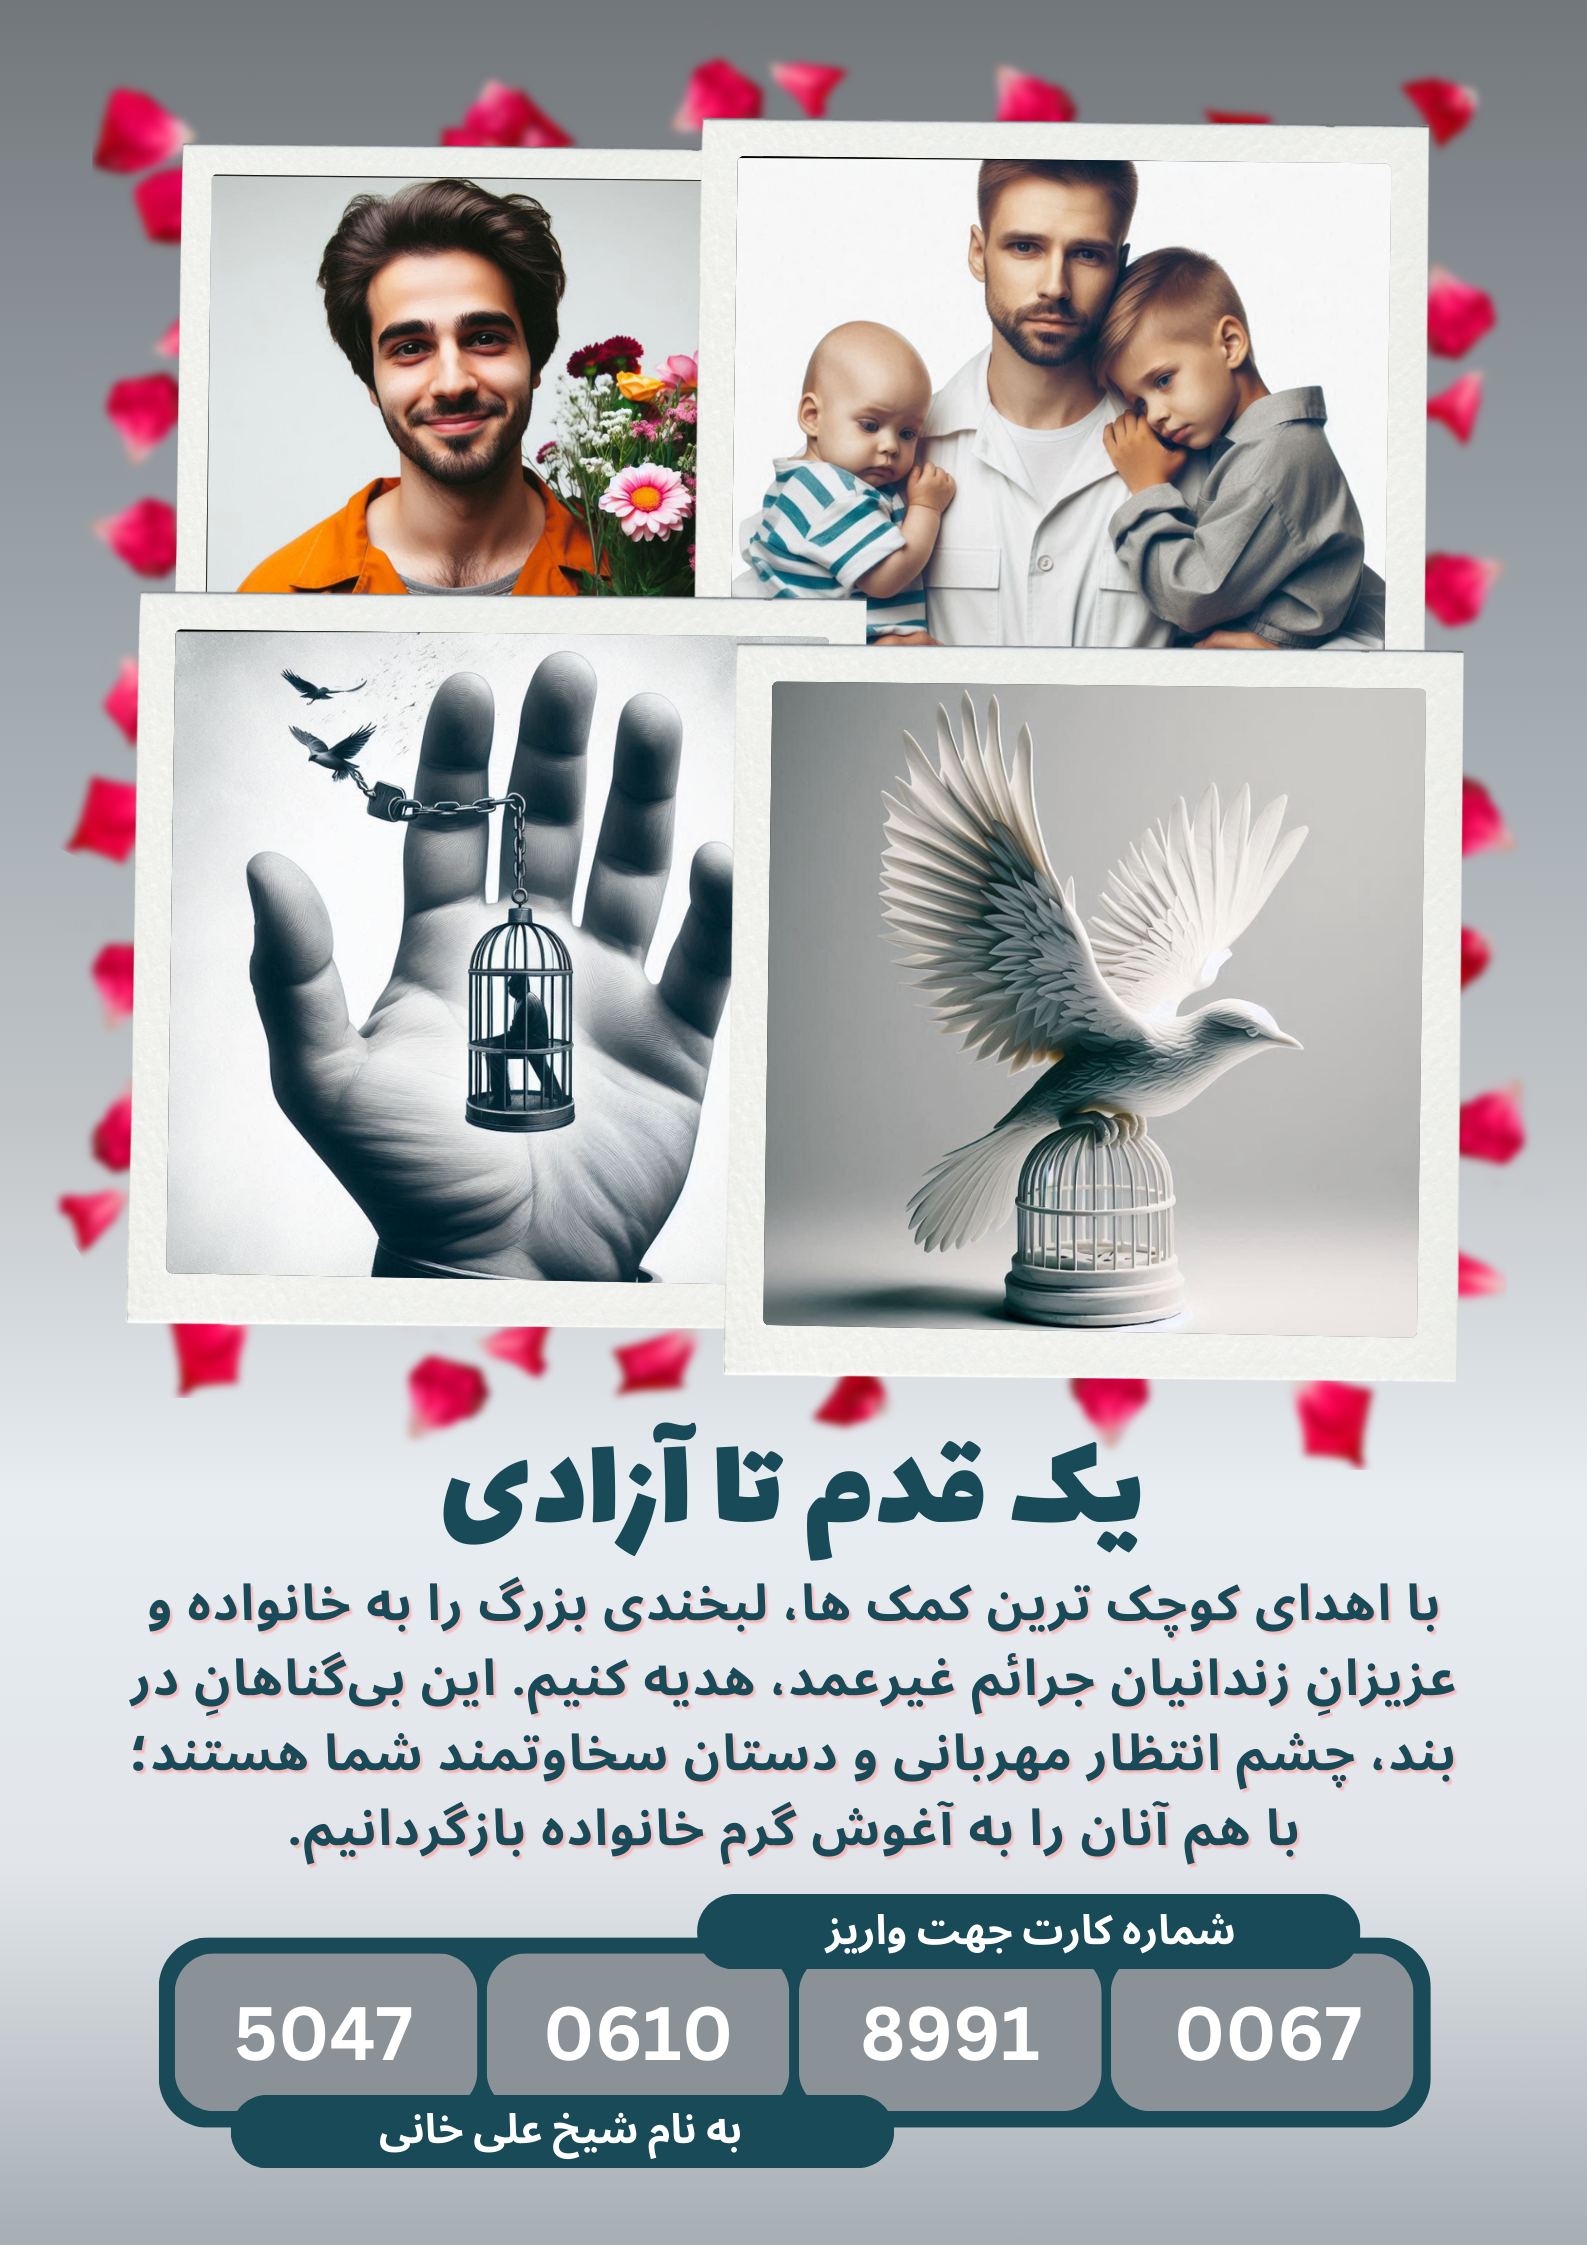 یک قدم تا آزادی
با اهدای کوچک ترین کمک ها، لبخندی بزرگ را به خانواده و
عزیزانِ زندانیان جرائم غیرعمد، هدیه کنیم. این بی‌گناهانِ در
بند، چشم انتظار مهربانی و دستان سخاوتمند شما هستند؛
با هم آنان را به آغوش گرم خانواده بازگردانیم.
شماره کارت جهت واریز
5047 0610 8991 0067
به نام شیخ علی خانی